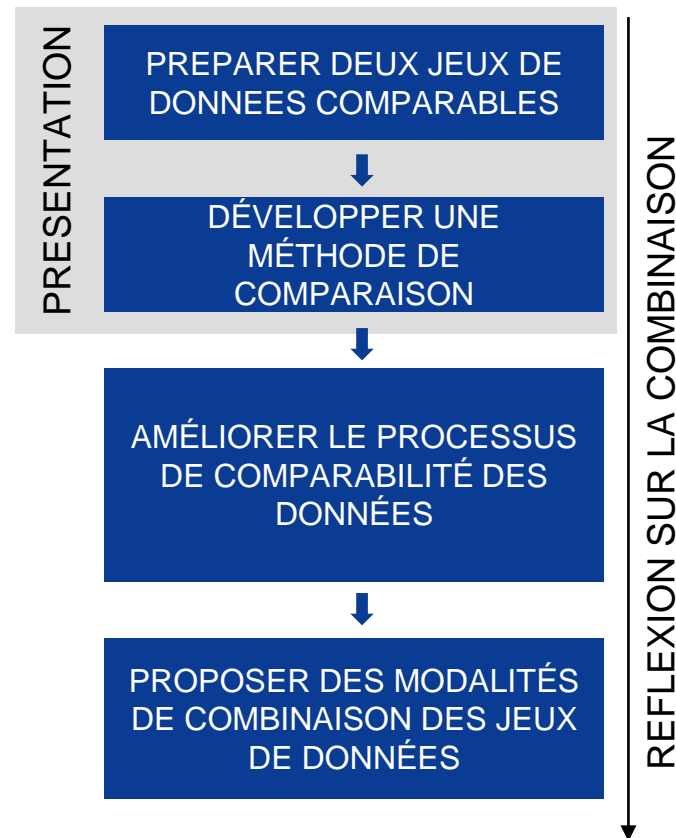 PRESENTATION
PREPARER DEUX JEUX DE
DONNEES COMPARABLES
DÉVELOPPER UNE
MÉTHODE DE
COMPARAISON
AMÉLIORER LE PROCESSUS
DE COMPARABILITÉ DES
DONNÉES
PROPOSER DES MODALITÉS
DE COMBINAISON DES JEUX
DE DONNÉES
REFLEXION SUR LA COMBINAISON